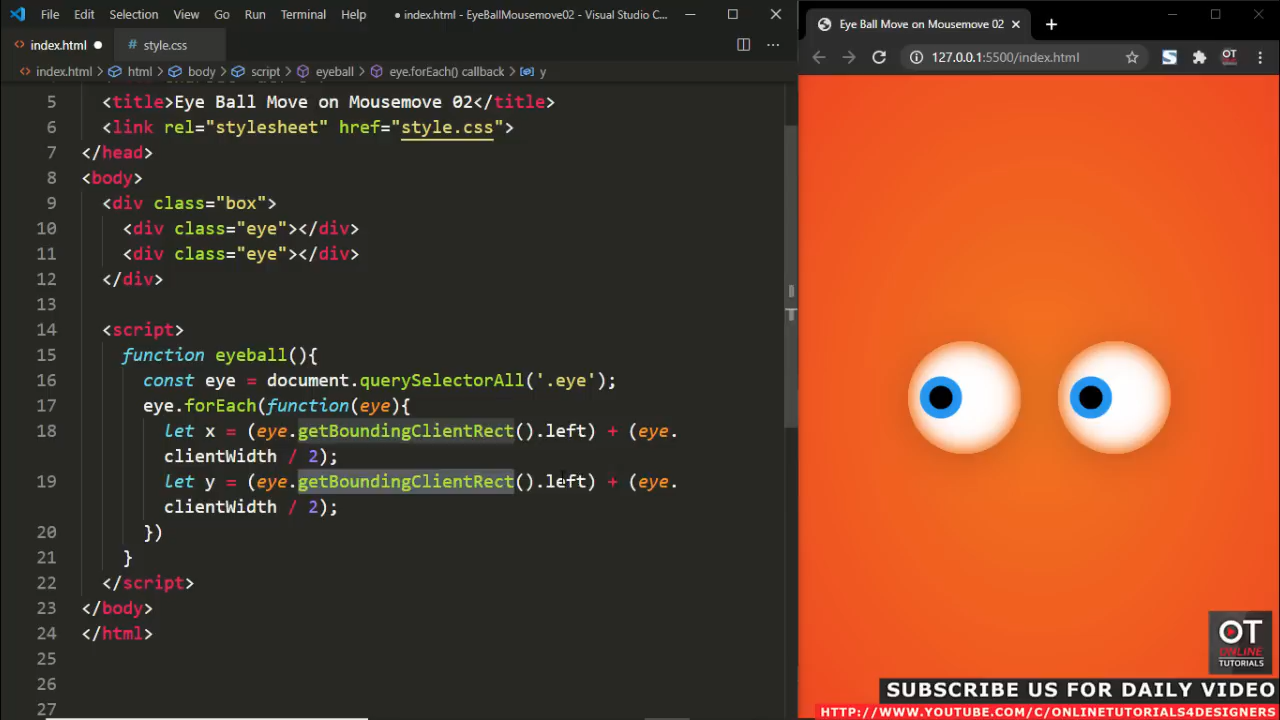 File Edit Selection View Go Run Terminal Help ● index.html - EyeBallMousemove02 - Visual Studio C...
<> index.html ● # style.css
<> index.html > html > body > script > eyeball > eye.forEach() callback > y
5 <title>Eye Ball Move on Mousemove 02</title>
6 <link rel="stylesheet" href="style.css">
7 </head>
8 <body>
9 <div class="box">
10 <div class="eye"></div>
11 <div class="eye"></div>
12 </div>
13
14 <script>
15 function eyeball(){
16 const eye = document.querySelectorAll('.eye');
17 eye.forEach(function(eye){
18 let x = (eye.getBoundingClientRect().left) + (eye.
clientWidth / 2);
19 let y = (eye.getBoundingClientRect().left) + (eye.
clientWidth / 2);
20 })
21 }
22 </script>
23 </body>
24 </html>
25
26
27
Eye Ball Move on Mousemove 02
127.0.0.1:5500/index.html
OT
OT
ONLINE
TUTORIALS
SUBSCRIBE US FOR DAILY VIDEO
HTTP://WWW.YOUTUBE.COM/C/ONLINETUTORIALS4DESIGNERS